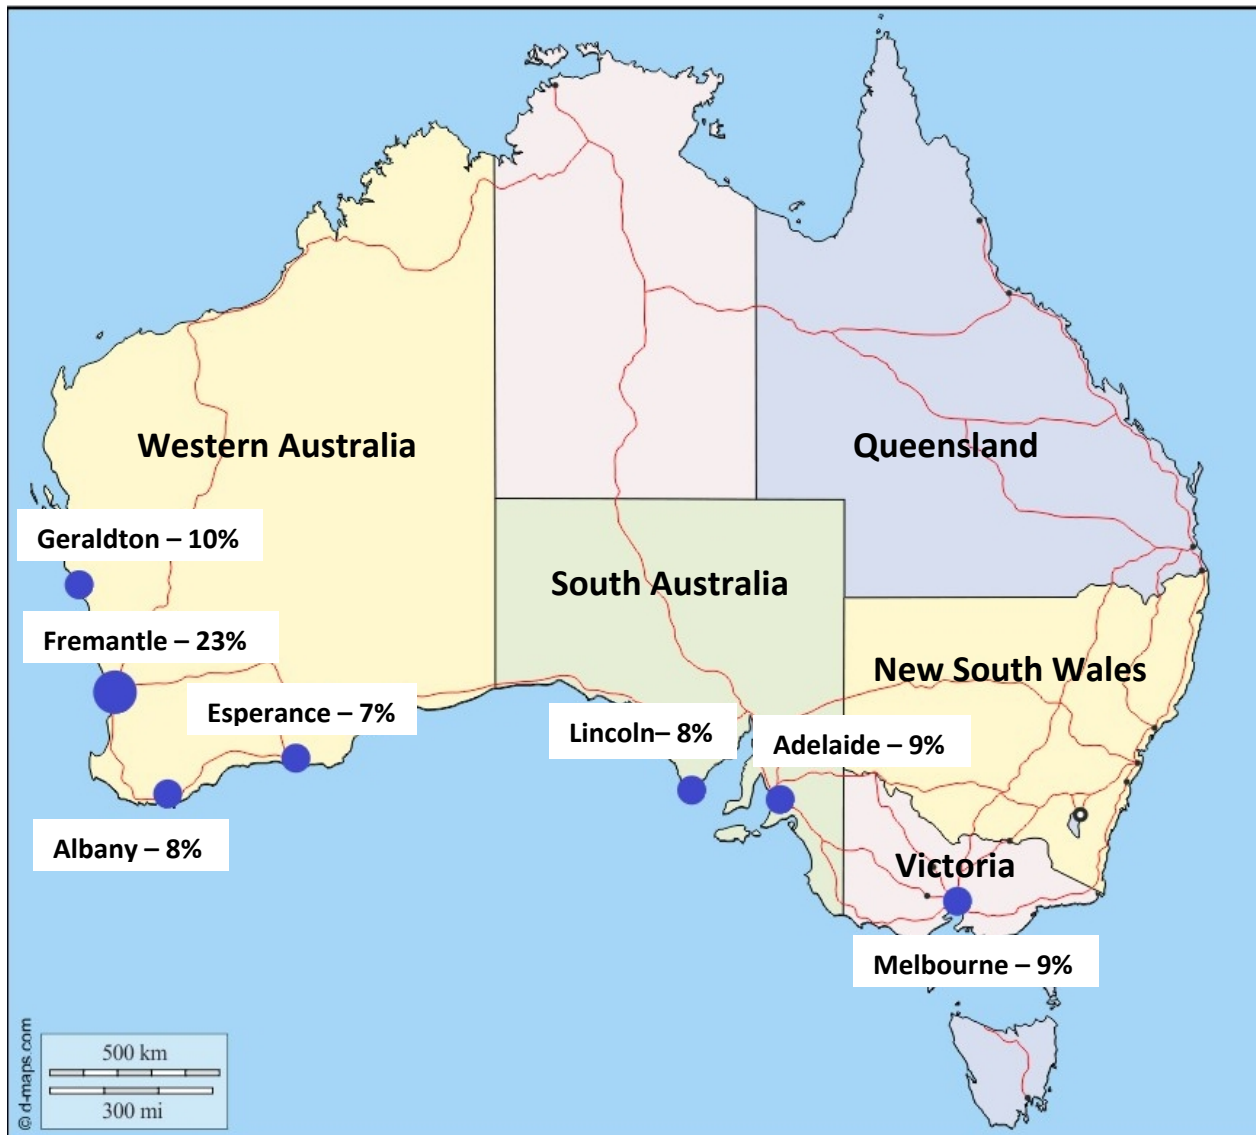 Western Australia
Queensland
Geraldton – 10%
South Australia
Fremantle – 23%
New South Wales
Esperance – 7%
Lincoln– 8%
Adelaide – 9%
Albany – 8%
Victoria
Melbourne – 9%
© d-maps.com
500 km
300 mi